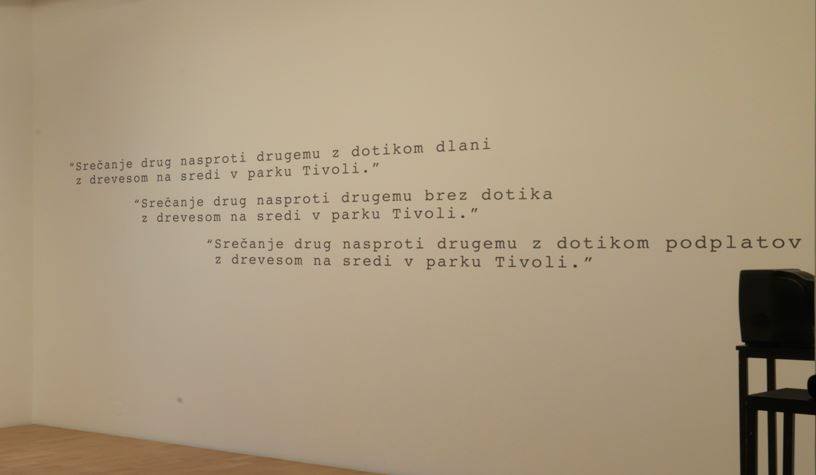 “Srečanje drug nasproti drugemu z dotikom dlani
z drevesom na sredi v parku Tivoli.”
“Srečanje drug nasproti drugemu brez dotika
z drevesom na sredi v parku Tivoli.”
“Srečanje drug nasproti drugemu z dotikom podplatov
z drevesom na sredi v parku Tivoli.”